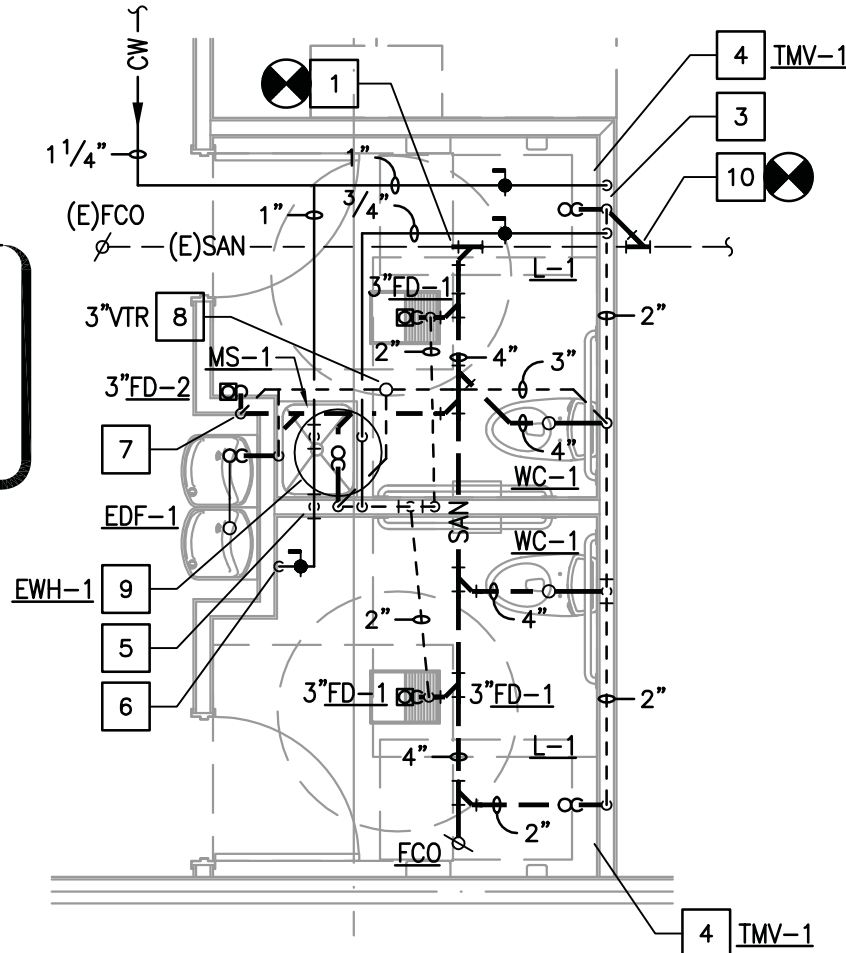 CW
4 TMV-1
1
3
1 1/4"
1"
10
3/4"
(E)FCO
1"
(E)SAN
L-1
3"FD-1
3"VTR 8
2"
2"
4"
3"
MS-1
3"FD-2
7
4"
WC-1
EDF-1
SAN
WC-1
EWH-1 9
4"
2"
5
3"FD-1
3"FD-1
2"
6
L-1
4"
2"
FCO
4 TMV-1